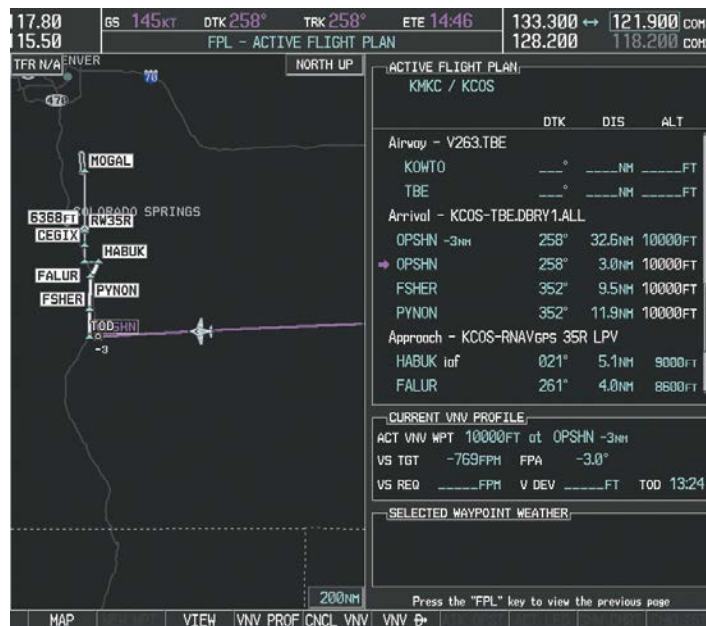 17.80 GS 145KT DTK 258° TRK 258° ETE 14:46 133.300 ↔ 121.900 COM
15.50 FPL - ACTIVE FLIGHT PLAN 128.200 118.200 COM
TFR N/A
ENVER
NORTH UP
70
470
MOGAL
COLORADO SPRINGS
6368FT
RW35R
CEGIX
HABUK
FALUR
PYNON
FSHER
TOD
SHN
-3
200NM
ACTIVE FLIGHT PLAN
KMKC / KCOS
DTK DIS ALT
Airway - V263.TBE
KOWTO ___° ____NM _____FT
TBE ___° ____NM _____FT
Arrival - KCOS-TBE.DBRY1.ALL
OPSHN -3NM 258° 32.6NM 10000FT
OPSHN 258° 3.0NM 10000FT
FSHER 352° 9.5NM 10000FT
PYNON 352° 11.9NM 10000FT
Approach - KCOS-RNAVGPS 35R LPV
HABUK iaf 021° 5.1NM 9000FT
FALUR 261° 4.0NM 8600FT
CURRENT VNV PROFILE
ACT VNV WPT 10000FT at OPSHN -3NM
VS TGT -769FPM FPA -3.0°
VS REQ _____FPM V DEV _____FT TOD 13:24
SELECTED WAYPOINT WEATHER
Press the "FPL" key to view the previous page
MAP VIEW VNV PROF CNCL VNV VNV D→